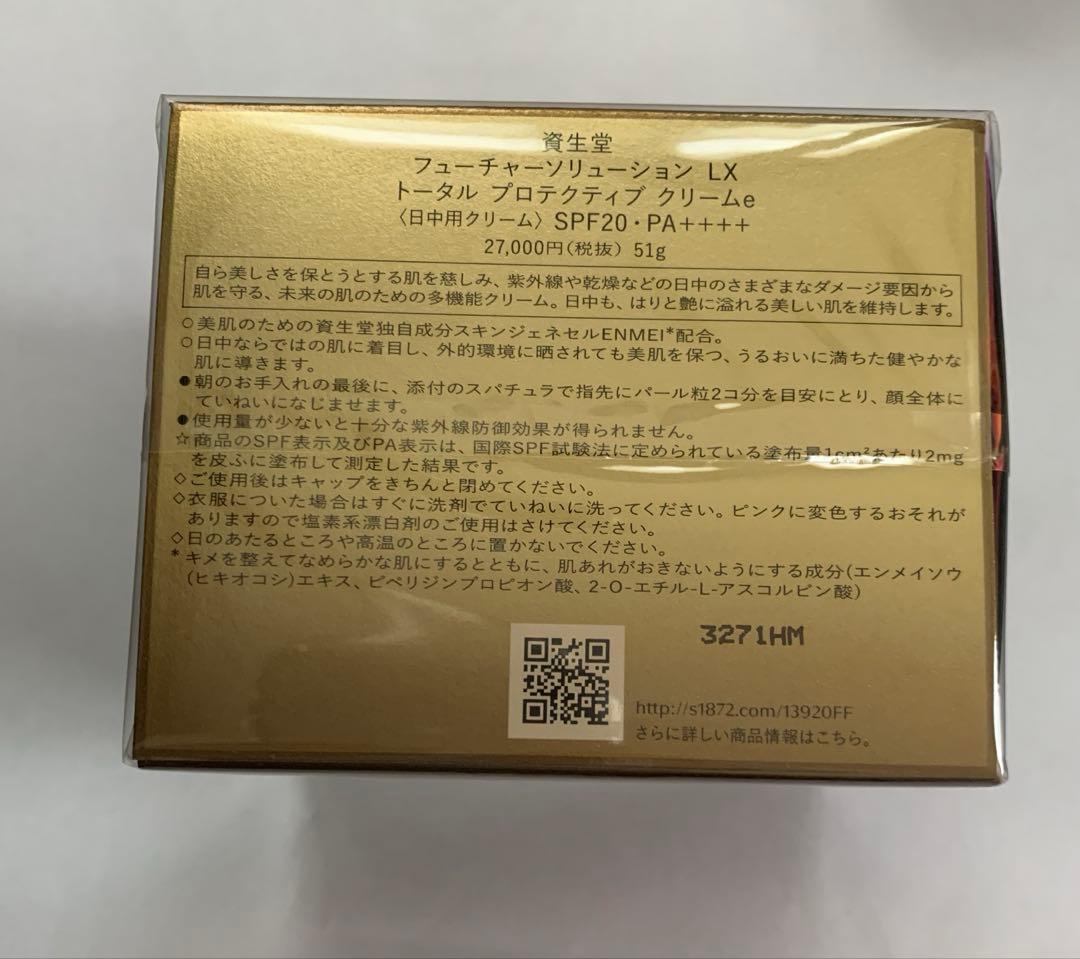 資生堂
フューチャーソリューション LX
トータル プロテクティブ クリームe
〈日中用クリーム〉 SPF20・PA++++
27,000円(税抜) 51g
自ら美しさを保とうとする肌を慈しみ、紫外線や乾燥などの日中のさまざまなダメージ要因から
肌を守る、未来の肌のための多機能クリーム。日中も、はりと艶に溢れる美しい肌を維持します。
○美肌のための資生堂独自成分スキンジェネセルENMEI*配合。
○日中ならではの肌に着目し、外的環境に晒されても美肌を保つ、うるおいに満ちた健やかな
肌に導きます。
●朝のお手入れの最後に、添付のスパチュラで指先にパール粒2コ分を目安にとり、顔全体に
ていねいになじませます。
●使用量が少ないと十分な紫外線防御効果が得られません。
☆商品のSPF表示及びPA表示は、国際SPF試験法に定められている塗布量1cm²あたり2mg
を皮ふに塗布して測定した結果です。
◇ご使用後はキャップをきちんと閉めてください。
◇衣服についた場合はすぐに洗剤でていねいに洗ってください。ピンクに変色するおそれが
ありますので塩素系漂白剤のご使用はさけてください。
◇日のあたるところや高温のところに置かないでください。
*キメを整えてなめらかな肌にするとともに、肌あれがおきないようにする成分(エンメイソウ
(ヒキオコシ)エキス、ピペリジンプロピオン酸、2-O-エチル-L-アスコルビン酸)
3271HM
http://s1872.com/13920FF
さらに詳しい商品情報はこちら。